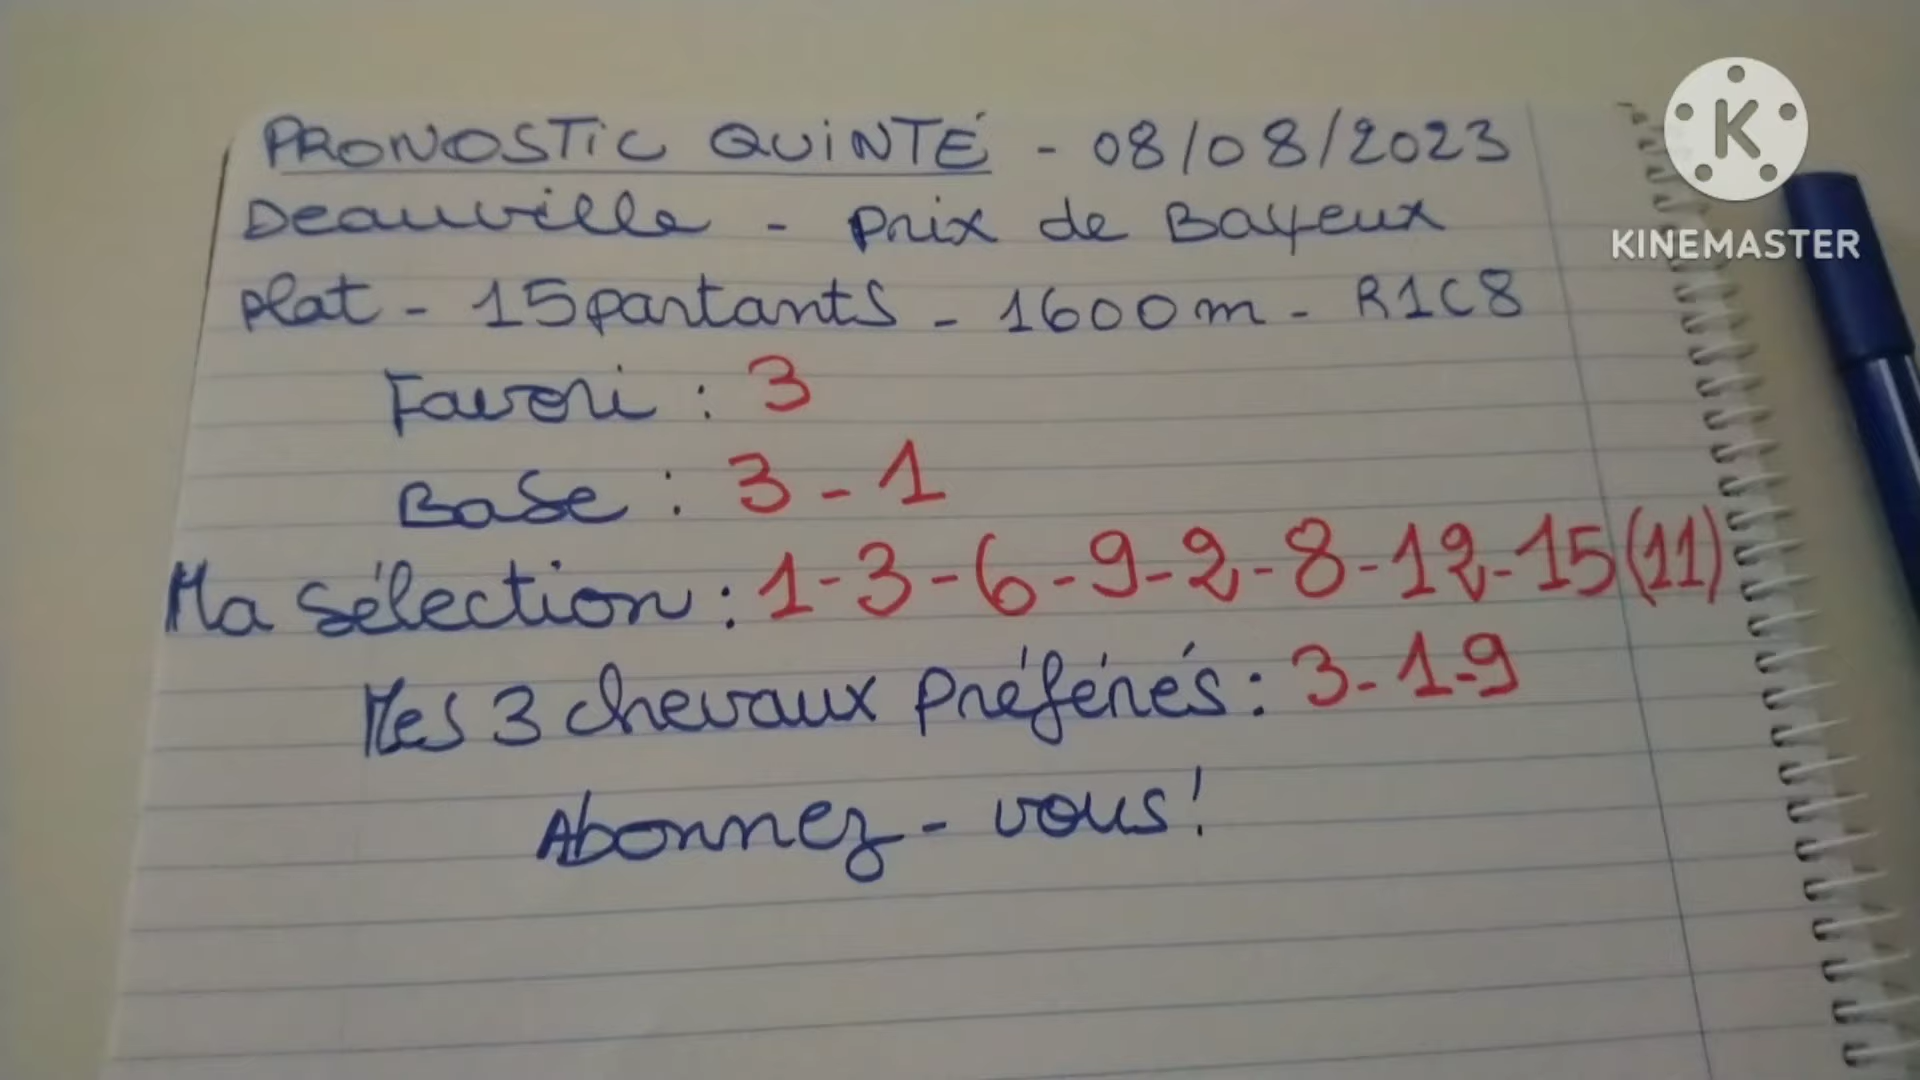 PRONOSTIC QUINTÉ - 08/08/2023
Deauville - Prix de Bayeux
Plat - 15 partants - 1600m - R1C8
Favori : 3
Base : 3 - 1
Ma sélection : 1-3-6-9-2-8-12-15(11)
Mes 3 chevaux préférés : 3-1-9
Abonnez-vous !
K
KINEMASTER